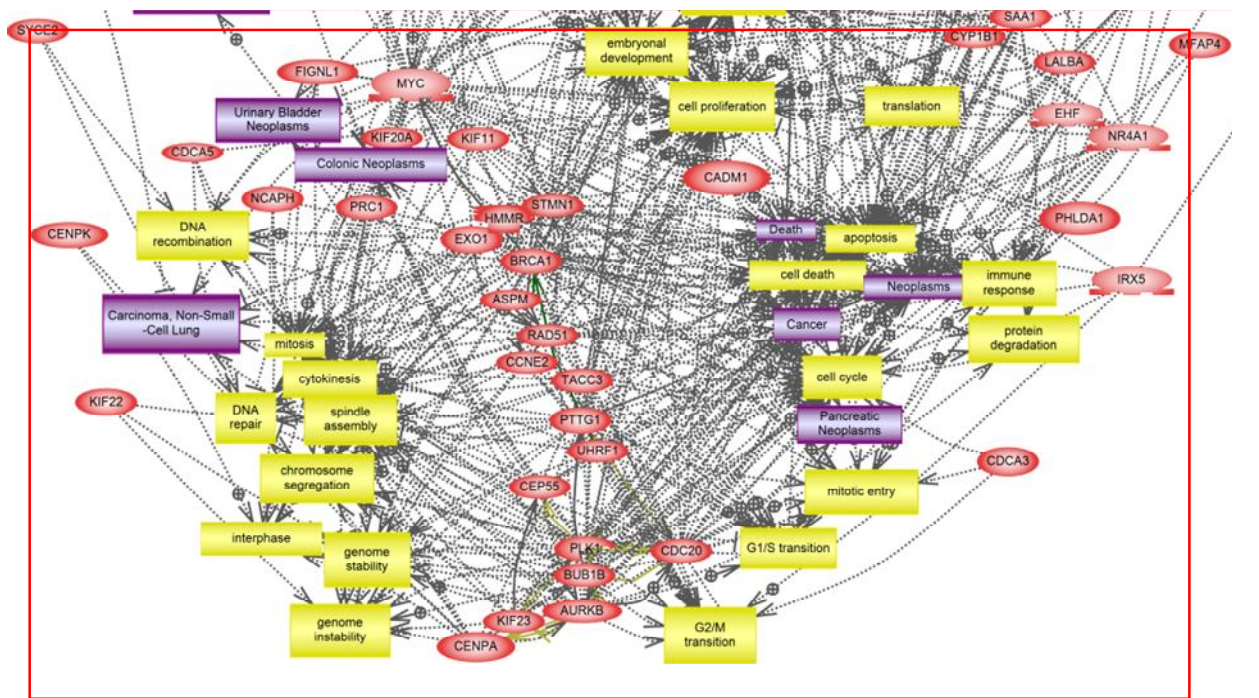 SYCE2
SAA1
CYP1B1
MFAP4
embryonal
development
FIGNL1
MYC
LALBA
Urinary Bladder
Neoplasms
cell proliferation
translation
EHF
NR4A1
KIF20A
KIF11
CDCA5
Colonic Neoplasms
CADM1
NCAPH
PRC1
STMN1
HMMR
PHLDA1
DNA
recombination
CENPK
EXO1
Death
apoptosis
BRCA1
cell death
Neoplasms
immune
response
IRX5
ASPM
Carcinoma, Non-Small
-Cell Lung
Cancer
RAD51
protein
degradation
mitosis
CCNE2
cytokinesis
TACC3
cell cycle
KIF22
DNA
repair
spindle
assembly
PTTG1
Pancreatic
Neoplasms
UHRF1
chromosome
segregation
CDCA3
CEP55
mitotic entry
interphase
genome
stability
PLK1
CDC20
G1/S transition
BUB1B
AURKB
genome
instability
KIF23
G2/M
transition
CENPA